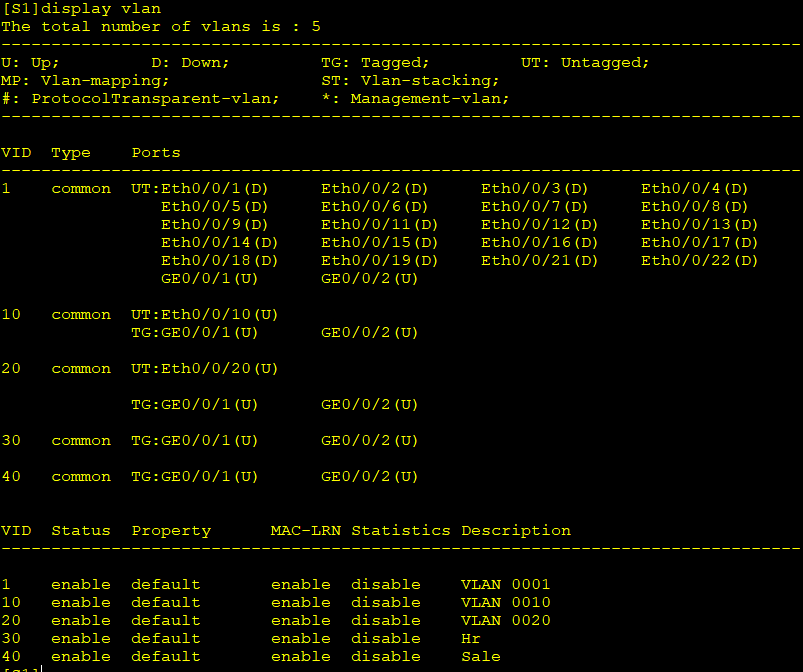 [S1]display vlan
The total number of vlans is : 5
--------------------------------------------------------------------------------
U: Up;         D: Down;         TG: Tagged;         UT: Untagged;
MP: Vlan-mapping;               ST: Vlan-stacking;
#: ProtocolTransparent-vlan;    *: Management-vlan;
--------------------------------------------------------------------------------
VID  Type    Ports
--------------------------------------------------------------------------------
1    common  UT:Eth0/0/1(D)     Eth0/0/2(D)     Eth0/0/3(D)     Eth0/0/4(D)
Eth0/0/5(D)     Eth0/0/6(D)     Eth0/0/7(D)     Eth0/0/8(D)
Eth0/0/9(D)     Eth0/0/11(D)    Eth0/0/12(D)    Eth0/0/13(D)
Eth0/0/14(D)    Eth0/0/15(D)    Eth0/0/16(D)    Eth0/0/17(D)
Eth0/0/18(D)    Eth0/0/19(D)    Eth0/0/21(D)    Eth0/0/22(D)
GE0/0/1(U)      GE0/0/2(U)
10   common  UT:Eth0/0/10(U)
TG:GE0/0/1(U)      GE0/0/2(U)
20   common  UT:Eth0/0/20(U)
TG:GE0/0/1(U)      GE0/0/2(U)
30   common  TG:GE0/0/1(U)      GE0/0/2(U)
40   common  TG:GE0/0/1(U)      GE0/0/2(U)
VID  Status  Property      MAC-LRN Statistics Description
--------------------------------------------------------------------------------
1    enable  default       enable  disable    VLAN 0001
10   enable  default       enable  disable    VLAN 0010
20   enable  default       enable  disable    VLAN 0020
30   enable  default       enable  disable    Hr
40   enable  default       enable  disable    Sale
[S1]